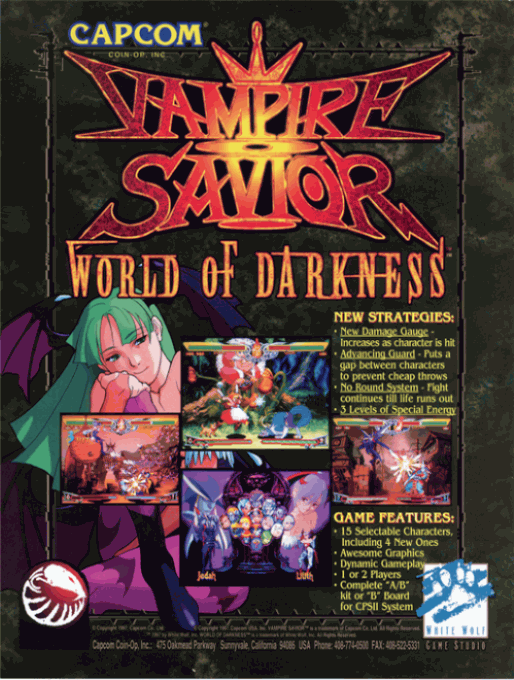 CAPCOM
COIN-OP, INC.
VAMPIRE
SAVIOR
WORLD OF DARKNESS™
NEW STRATEGIES:
• New Damage Gauge -
Increases as character is hit
• Advancing Guard - Puts a
gap between characters
to prevent cheap throws
• No Round System - Fight
continues till life runs out
• 3 Levels of Special Energy
GAME FEATURES:
• 15 Selectable Characters,
Including 4 New Ones
• Awesome Graphics
• Dynamic Gameplay
• 1 or 2 Players
• Complete "A/B"
kit or "B" Board
for CPSII System
Jedah
Lilith
WHITE WOLF
GAME STUDIO
Capcom Coin-Op, Inc.: 475 Oakmead Parkway Sunnyvale, California 94086 USA Phone: 408-774-0500 FAX: 408-522-5331